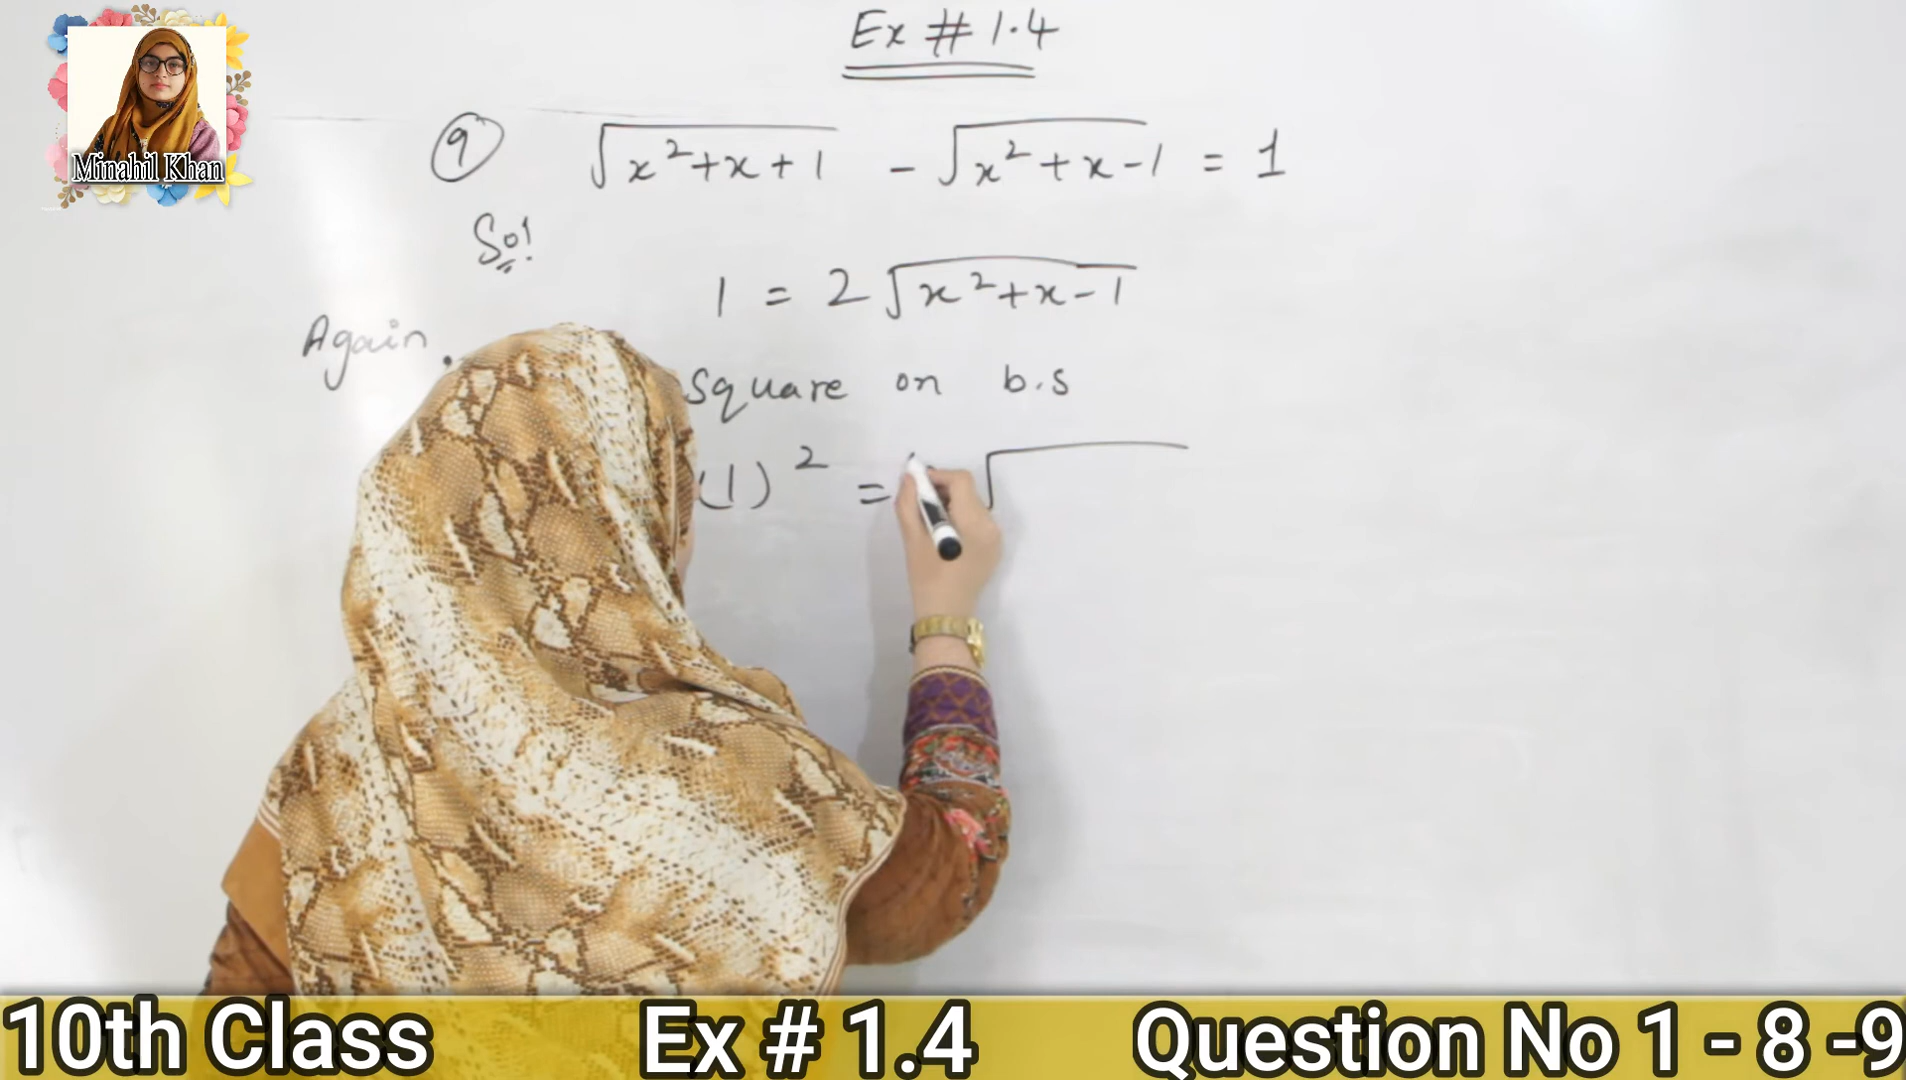 Ex # 1.4
Minahil Khan
9 √x²+x+1 - √x²+x-1 = 1
Sol
1 = 2√x²+x-1
Again
square on b.s
(1)² = √
10th Class Ex # 1.4 Question No 1 - 8 -9